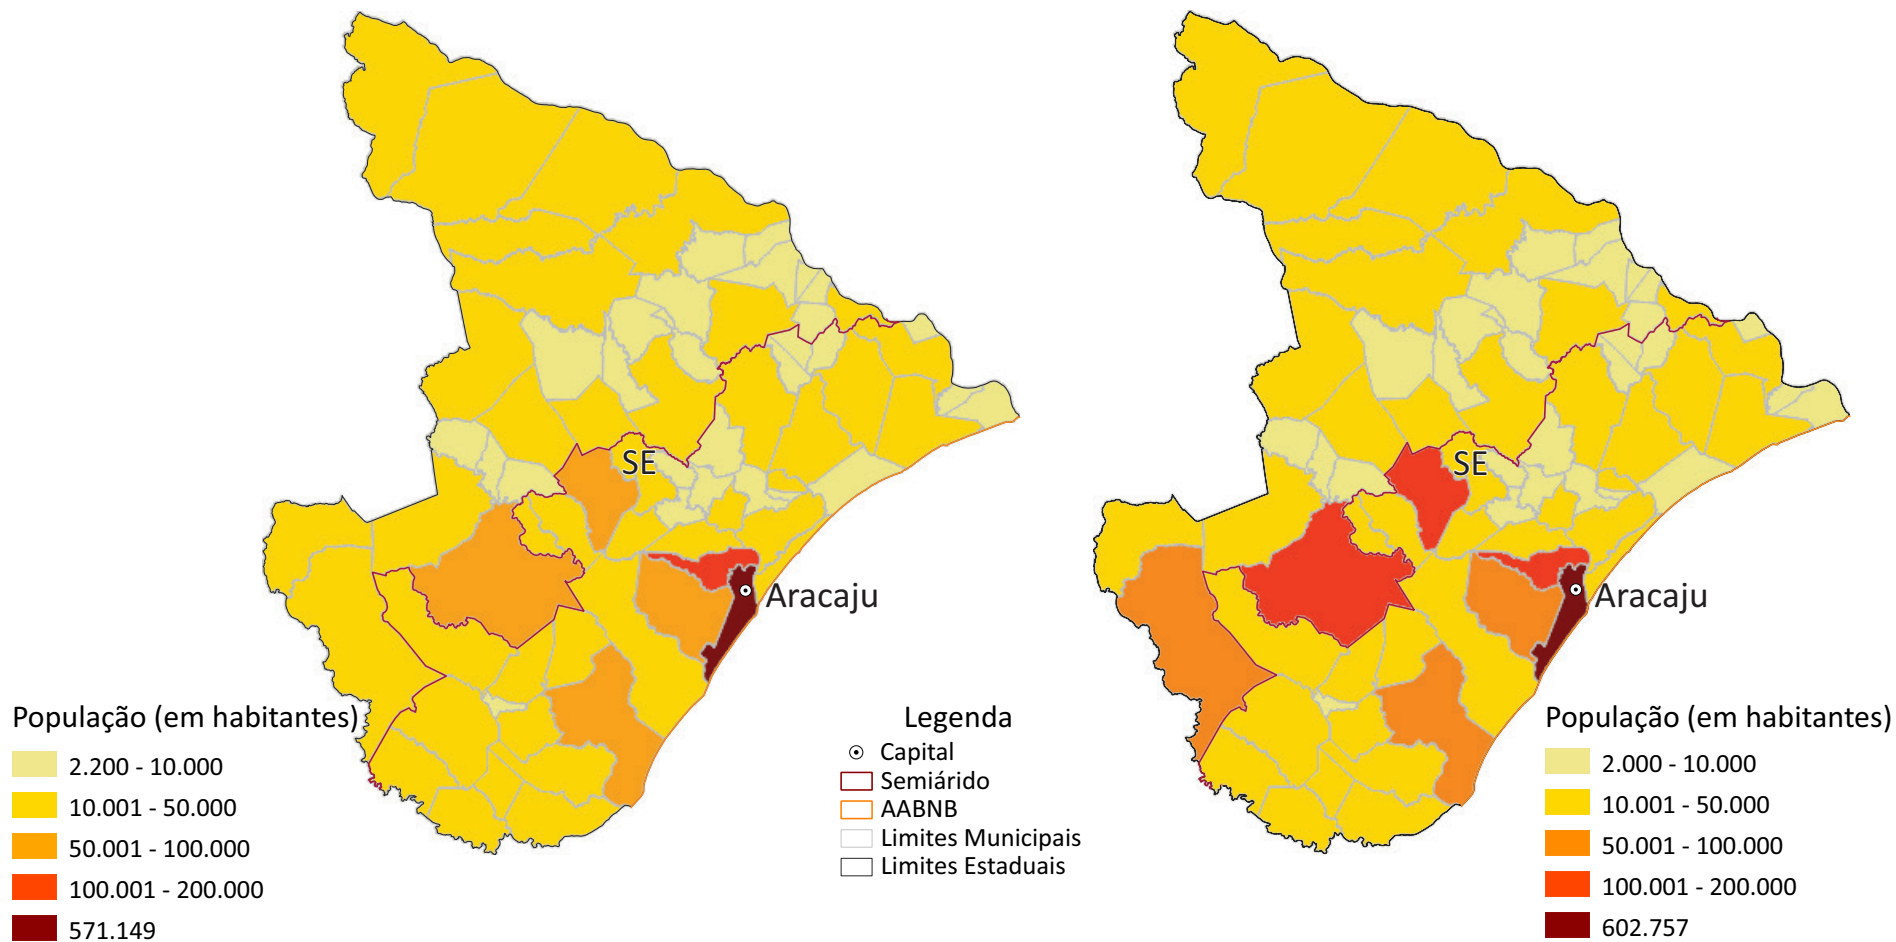 SE
Aracaju
População (em habitantes)
2.200 - 10.000
10.001 - 50.000
50.001 - 100.000
100.001 - 200.000
571.149
Legenda
Capital
Semiárido
AABNB
Limites Municipais
Limites Estaduais
SE
Aracaju
População (em habitantes)
2.000 - 10.000
10.001 - 50.000
50.001 - 100.000
100.001 - 200.000
602.757